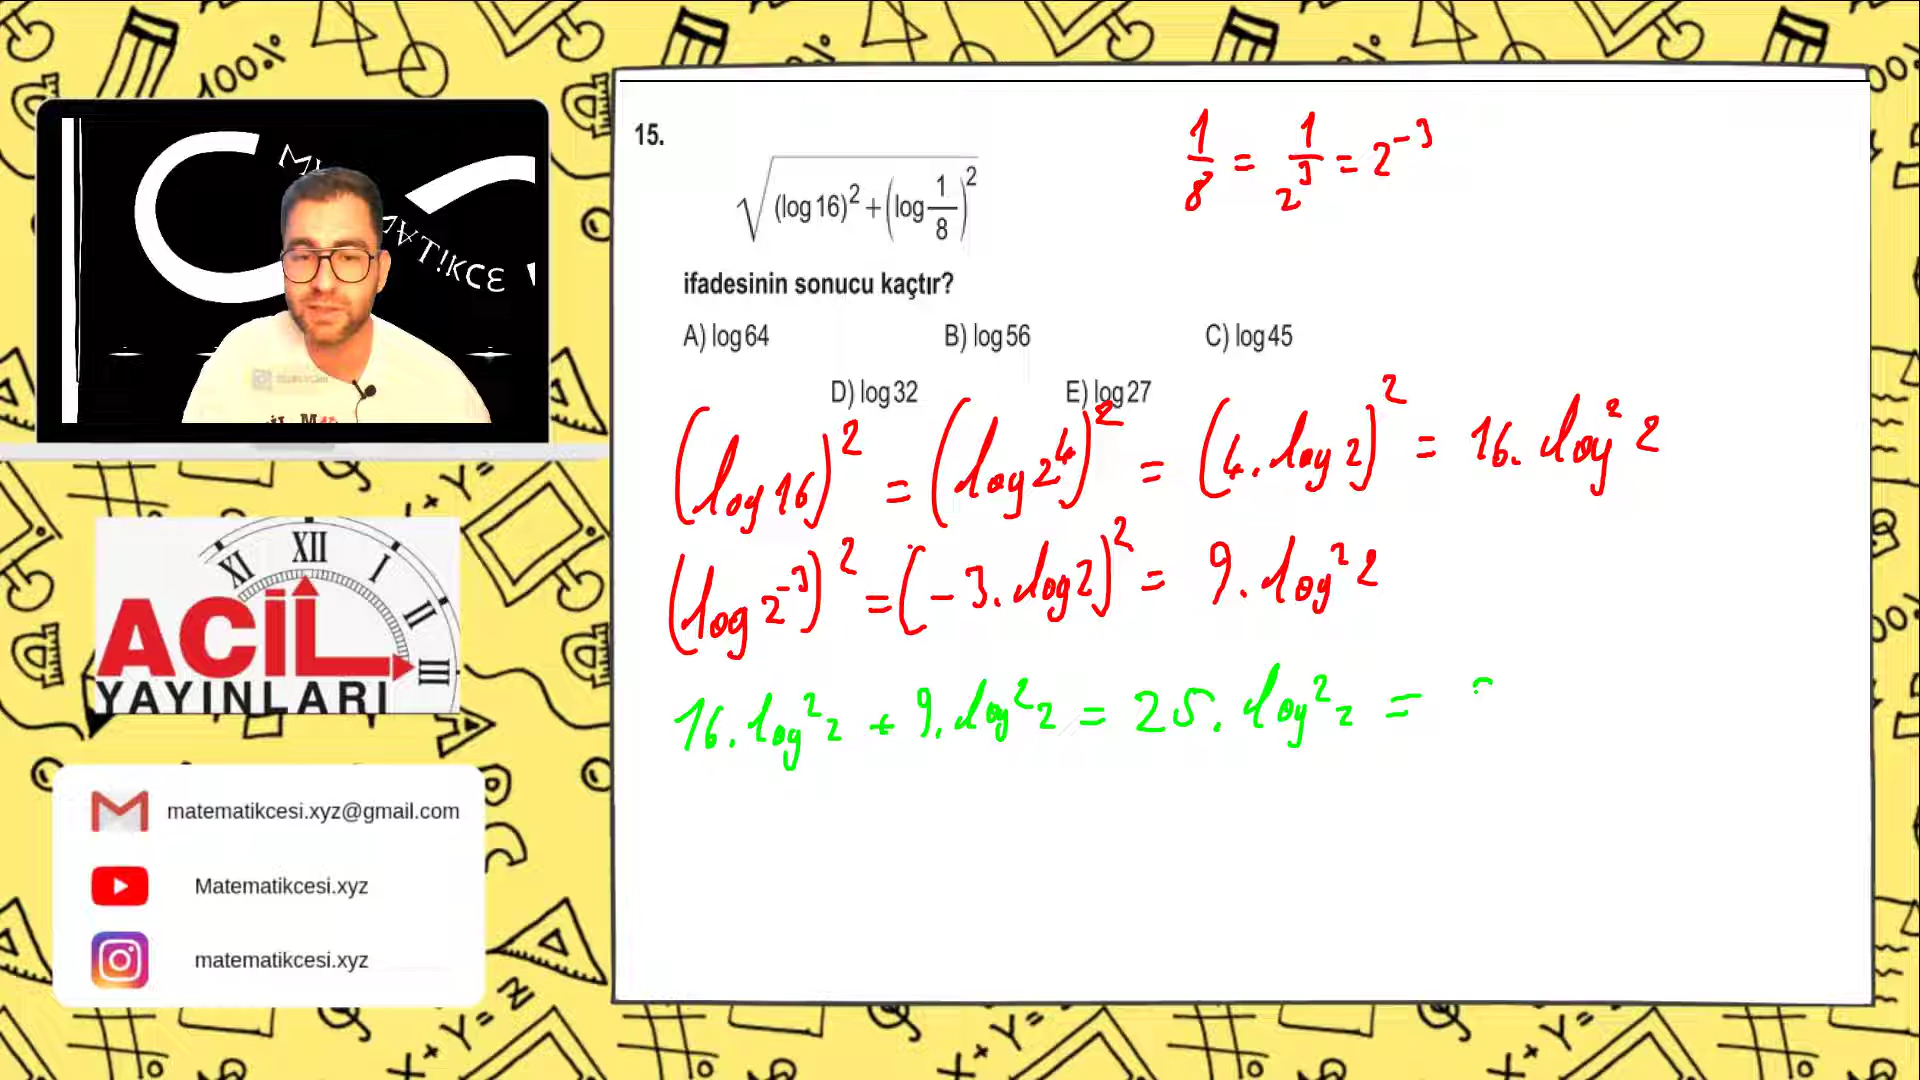 15.
√((log 16)² + (log 1/8)²)
ifadesinin sonucu kaçtır?
A) log 64 B) log 56 C) log 45
D) log 32 E) log 27
1/8 = 1/2³ = 2⁻³
(log 16)² = (log 2⁴)² = (4 . log 2)² = 16 . log² 2
(log 2⁻³)² = (-3 . log 2)² = 9 . log² 2
16 . log² 2 + 9 . log² 2 = 25 . log² 2 =
XI XII I II III
ACİL
YAYINLARI
matematikcesi.xyz@gmail.com
Matematikcesi.xyz
matematikcesi.xyz